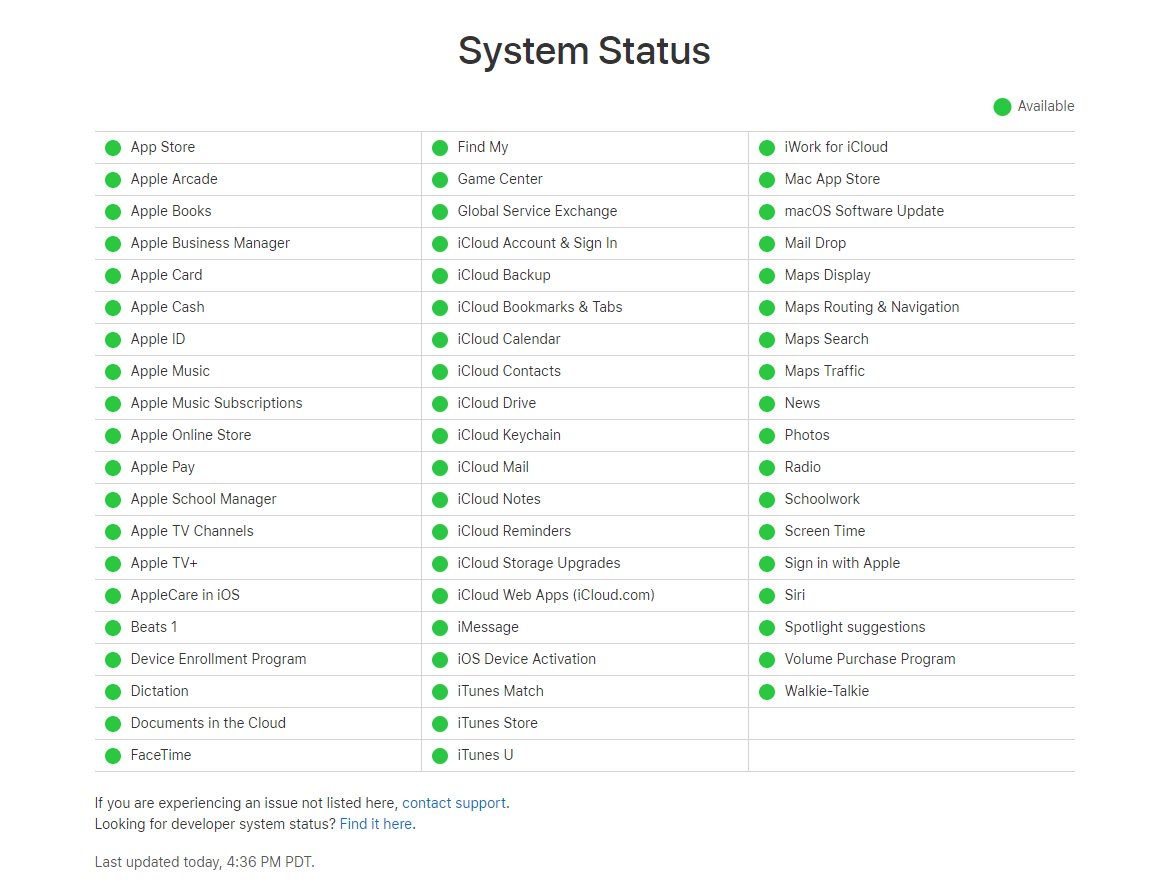 System Status
Available
App Store
Apple Arcade
Apple Books
Apple Business Manager
Apple Card
Apple Cash
Apple ID
Apple Music
Apple Music Subscriptions
Apple Online Store
Apple Pay
Apple School Manager
Apple TV Channels
Apple TV+
AppleCare in iOS
Beats 1
Device Enrollment Program
Dictation
Documents in the Cloud
FaceTime
Find My
Game Center
Global Service Exchange
iCloud Account & Sign In
iCloud Backup
iCloud Bookmarks & Tabs
iCloud Calendar
iCloud Contacts
iCloud Drive
iCloud Keychain
iCloud Mail
iCloud Notes
iCloud Reminders
iCloud Storage Upgrades
iCloud Web Apps (iCloud.com)
iMessage
iOS Device Activation
iTunes Match
iTunes Store
iTunes U
iWork for iCloud
Mac App Store
macOS Software Update
Mail Drop
Maps Display
Maps Routing & Navigation
Maps Search
Maps Traffic
News
Photos
Radio
Schoolwork
Screen Time
Sign in with Apple
Siri
Spotlight suggestions
Volume Purchase Program
Walkie-Talkie
If you are experiencing an issue not listed here, contact support.
Looking for developer system status? Find it here.
Last updated today, 4:36 PM PDT.